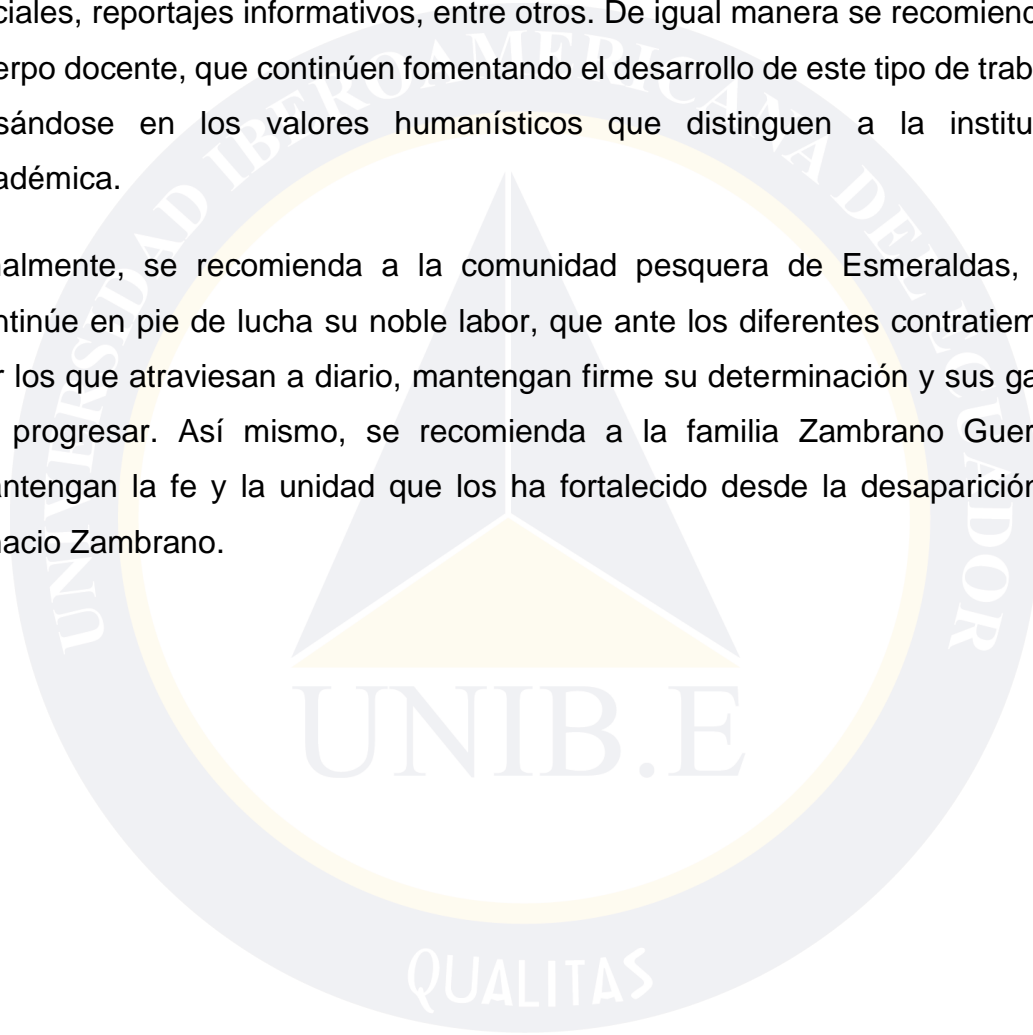 ciales, reportajes informativos, entre otros. De igual manera se recomien
erpo docente, que continúen fomentando el desarrollo de este tipo de trab
sándose en los valores humanísticos que distinguen a la institu
adémica.
nalmente, se recomienda a la comunidad pesquera de Esmeraldas,
ntinúe en pie de lucha su noble labor, que ante los diferentes contratiem
r los que atraviesan a diario, mantengan firme su determinación y sus ga
progresar. Así mismo, se recomienda a la familia Zambrano Guer
antengan la fe y la unidad que los ha fortalecido desde la desaparición
nacio Zambrano.
UNIVERSIDAD IBEROAMERICANA DEL ECUADOR
UNIB.E
QUALITAS